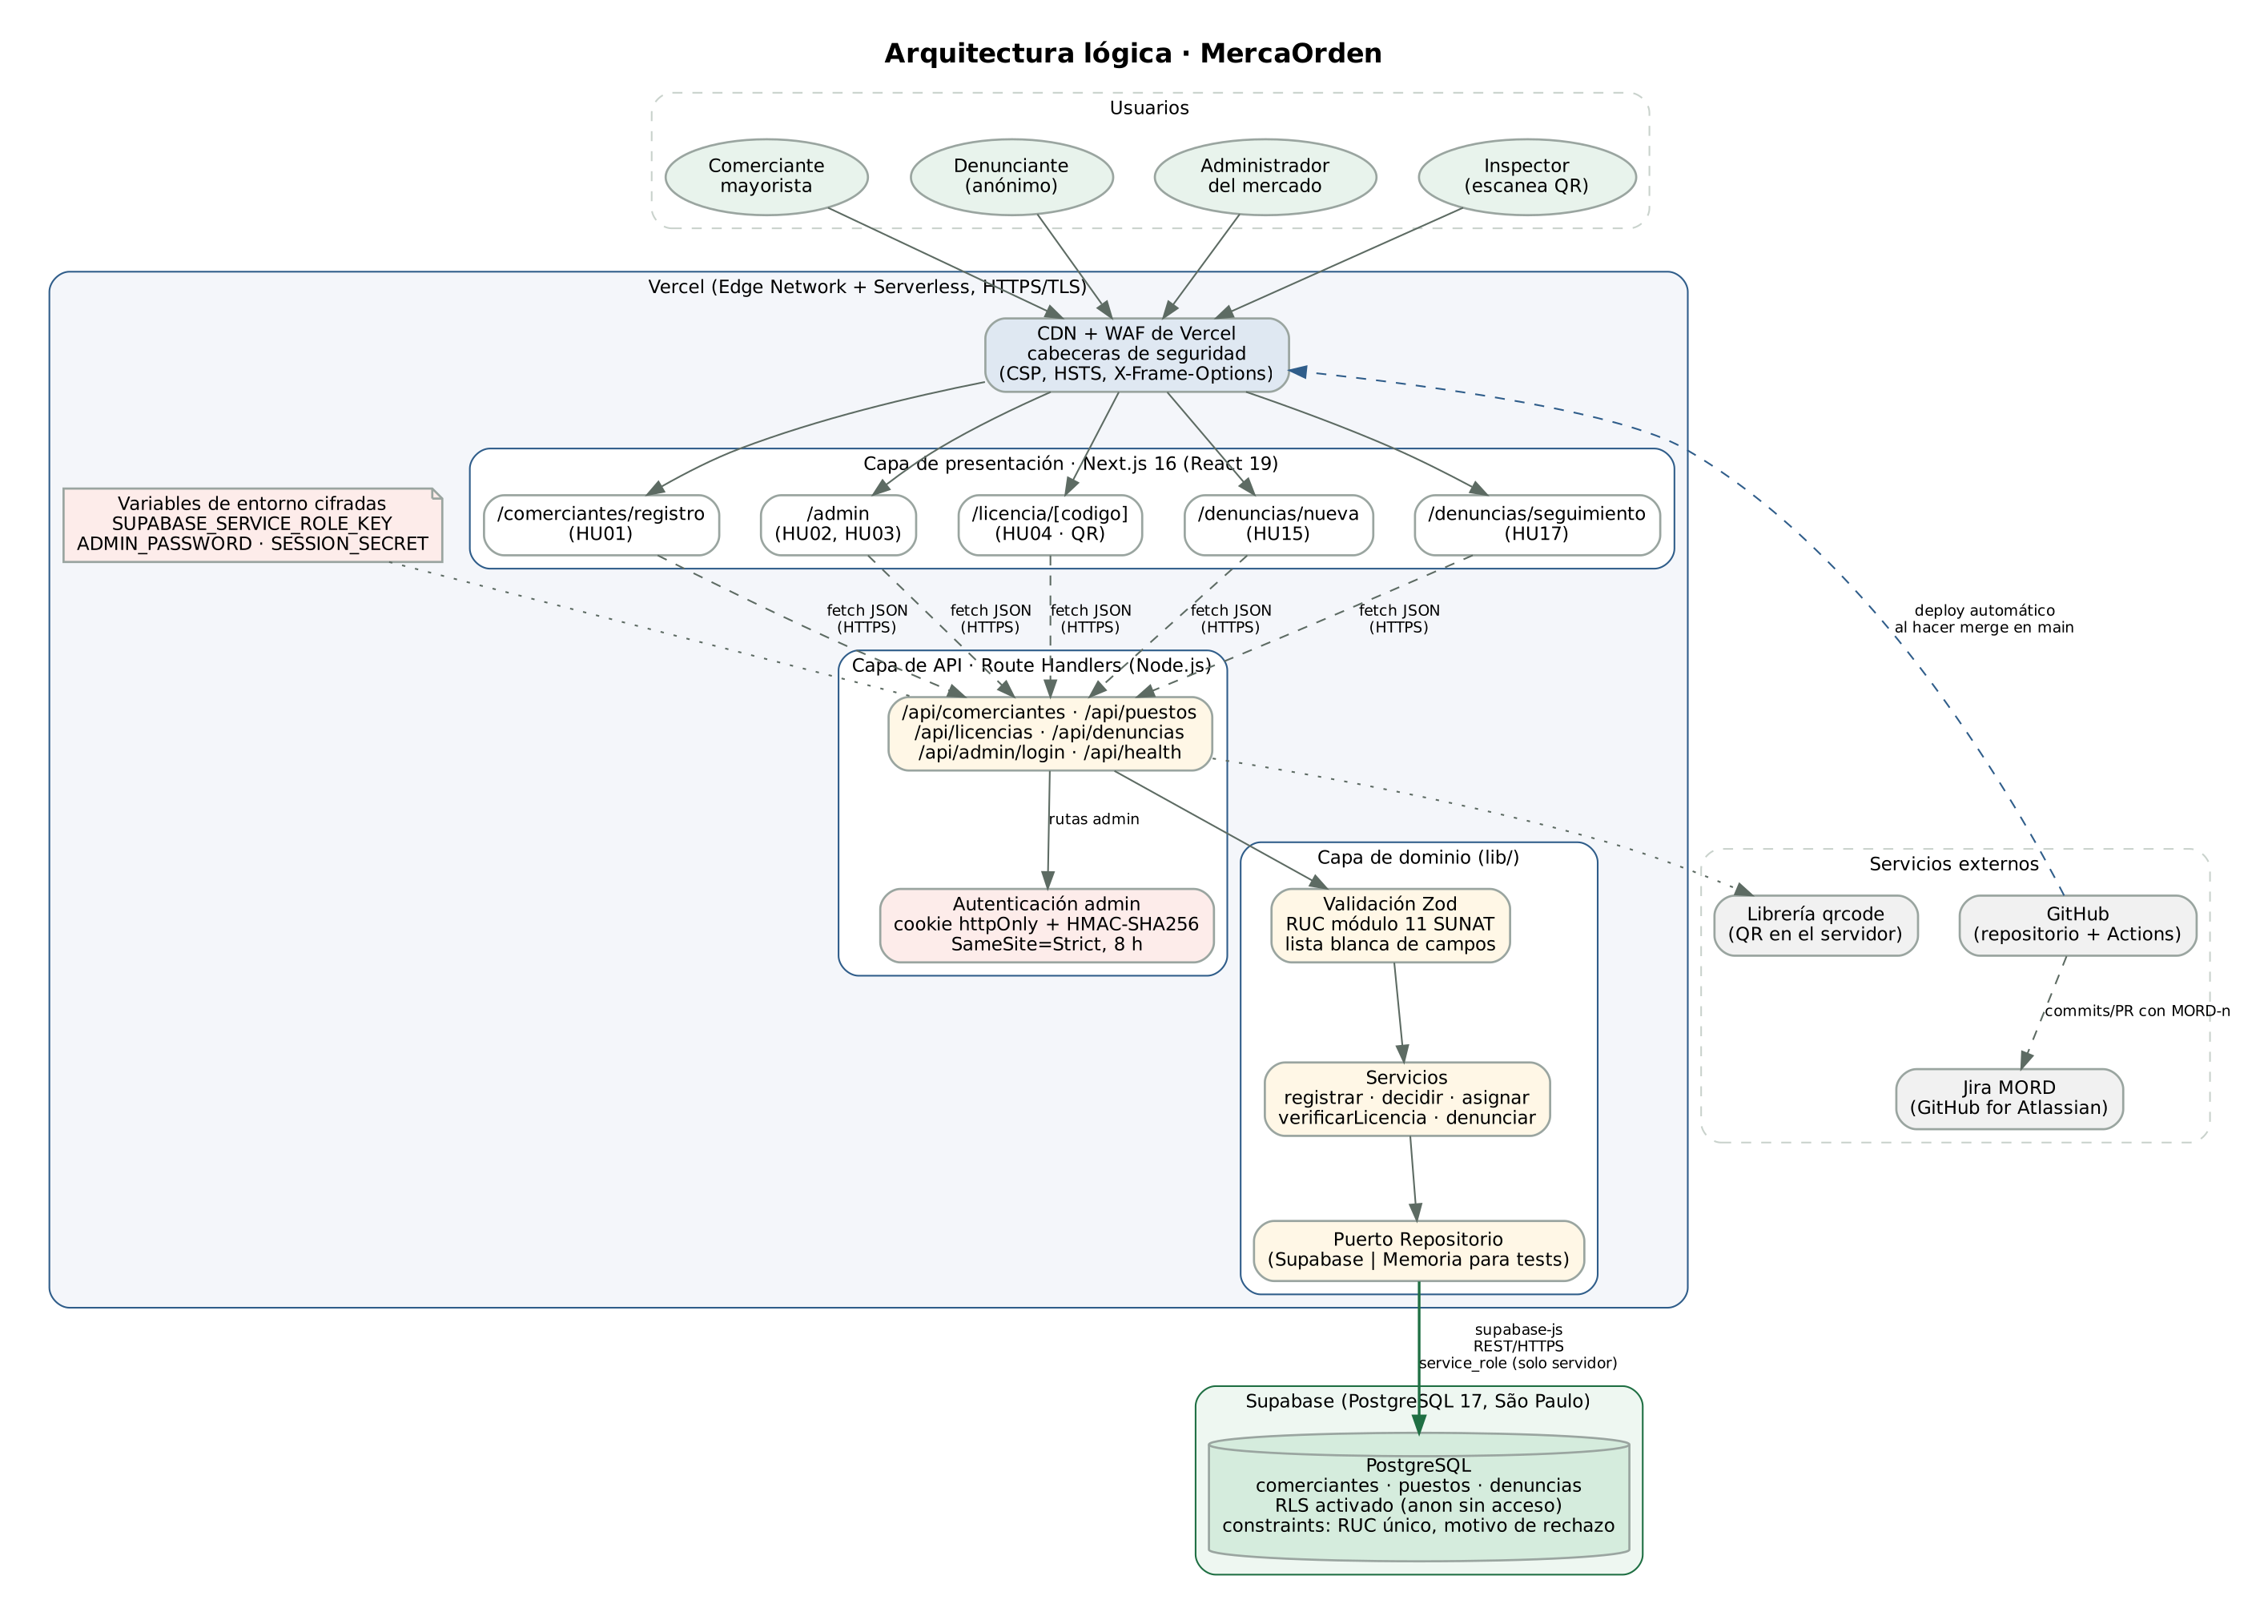 Arquitectura lógica · MercaOrden
Usuarios
Comerciante
mayorista
Denunciante
(anónimo)
Administrador
del mercado
Inspector
(escanea QR)
Vercel (Edge Network + Serverless, HTTPS/TLS)
CDN + WAF de Vercel
cabeceras de seguridad
(CSP, HSTS, X-Frame-Options)
Capa de presentación · Next.js 16 (React 19)
Variables de entorno cifradas
SUPABASE_SERVICE_ROLE_KEY
ADMIN_PASSWORD · SESSION_SECRET
/comerciantes/registro
(HU01)
/admin
(HU02, HU03)
/licencia/[codigo]
(HU04 · QR)
/denuncias/nueva
(HU15)
/denuncias/seguimiento
(HU17)
fetch JSON
(HTTPS)
fetch JSON
(HTTPS)
fetch JSON
(HTTPS)
fetch JSON
(HTTPS)
fetch JSON
(HTTPS)
deploy automático
al hacer merge en main
Capa de API · Route Handlers (Node.js)
/api/comerciantes · /api/puestos
/api/licencias · /api/denuncias
/api/admin/login · /api/health
rutas admin
Autenticación admin
cookie httpOnly + HMAC-SHA256
SameSite=Strict, 8 h
Capa de dominio (lib/)
Validación Zod
RUC módulo 11 SUNAT
lista blanca de campos
Servicios
registrar · decidir · asignar
verificarLicencia · denunciar
Puerto Repositorio
(Supabase | Memoria para tests)
Servicios externos
Librería qrcode
(QR en el servidor)
GitHub
(repositorio + Actions)
commits/PR con MORD-n
Jira MORD
(GitHub for Atlassian)
supabase-js
REST/HTTPS
service_role (solo servidor)
Supabase (PostgreSQL 17, São Paulo)
PostgreSQL
comerciantes · puestos · denuncias
RLS activado (anon sin acceso)
constraints: RUC único, motivo de rechazo